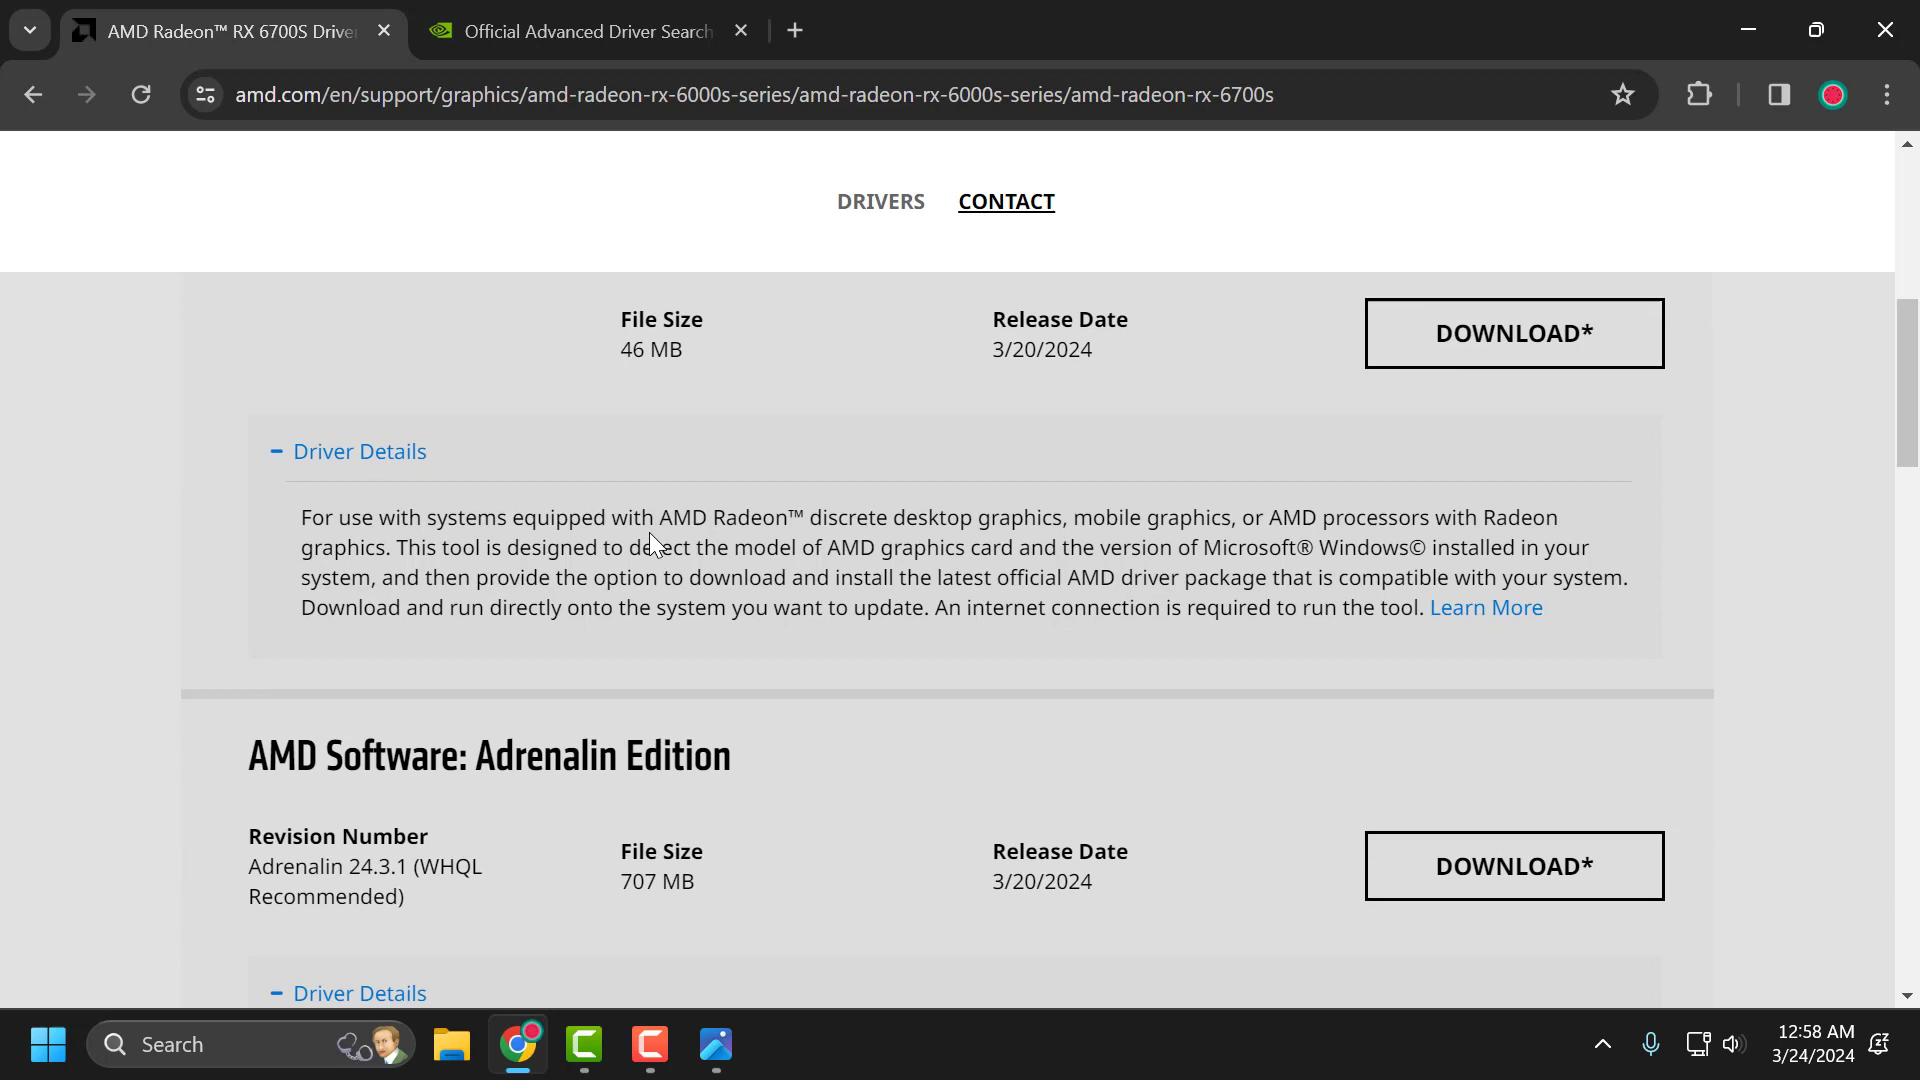 AMD Radeon™ RX 6700S Drive
Official Advanced Driver Search
amd.com/en/support/graphics/amd-radeon-rx-6000s-series/amd-radeon-rx-6000s-series/amd-radeon-rx-6700s
DRIVERS CONTACT
File Size Release Date
46 MB 3/20/2024
DOWNLOAD*
Driver Details
For use with systems equipped with AMD Radeon™ discrete desktop graphics, mobile graphics, or AMD processors with Radeon
graphics. This tool is designed to detect the model of AMD graphics card and the version of Microsoft® Windows© installed in your
system, and then provide the option to download and install the latest official AMD driver package that is compatible with your system.
Download and run directly onto the system you want to update. An internet connection is required to run the tool. Learn More
AMD Software: Adrenalin Edition
Revision Number
Adrenalin 24.3.1 (WHQL
Recommended)
File Size
707 MB
Release Date
3/20/2024
DOWNLOAD*
Driver Details
Search
12:58 AM
3/24/2024